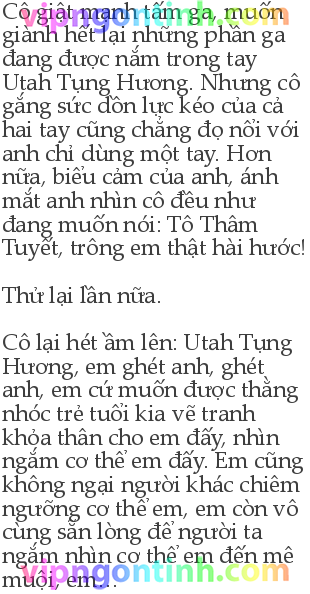 Cô giật mạnh tấm ga, muốn
giành hết lại những phần ga
đang được nắm trong tay
Utah Tụng Hương. Nhưng cô
gắng sức dồn lực kéo của cả
hai tay cũng chẳng đọ nổi với
anh chỉ dùng một tay. Hơn
nữa, biểu cảm của anh, ánh
mắt anh nhìn cô đều như
đang muốn nói: Tô Thâm
Tuyết, trông em thật hài hước!
Thử lại lần nữa.
Cô lại hét ầm lên: Utah Tụng
Hương, em ghét anh, ghét
anh, em cứ muốn được thằng
nhóc trẻ tuổi kia vẽ tranh
khỏa thân cho em đấy, nhìn
ngắm cơ thể em đấy. Em cũng
không ngại người khác chiêm
ngưỡng cơ thể em, em còn vô
cùng sẵn lòng để người ta
ngắm nhìn cơ thể em đến mê
muội, em...
vipngontinh.com
vipngontinh.com